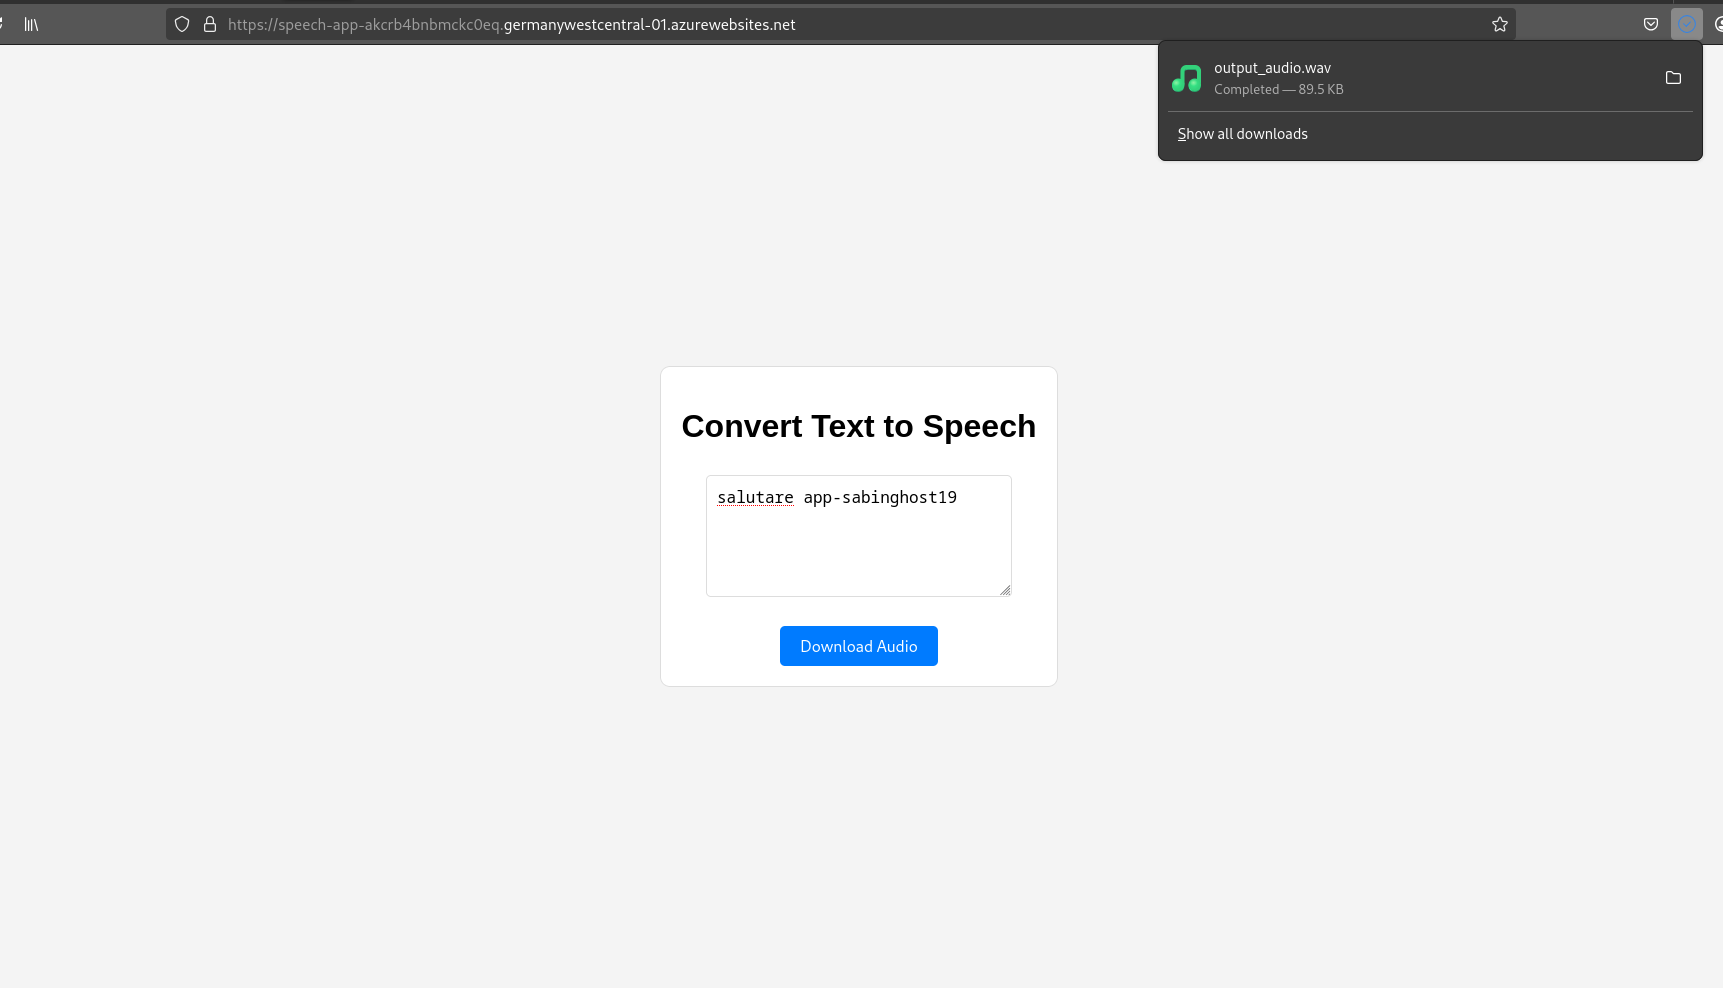 https://speech-app-akcrb4bnbmckc0eq.germanywestcentral-01.azurewebsites.net
output_audio.wav
Completed — 89.5 KB
Show all downloads
Convert Text to Speech
salutare app-sabinghost19
Download Audio